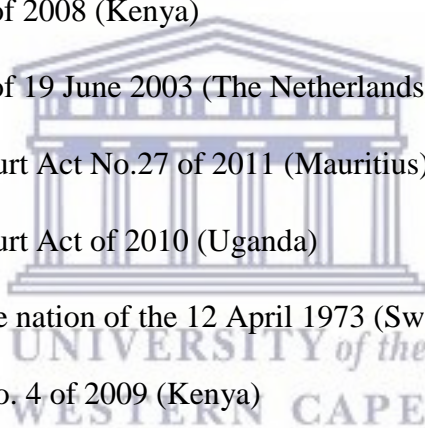 of 2008 (Kenya)
of 19 June 2003 (The Netherlands
urt Act No.27 of 2011 (Mauritius)
urt Act of 2010 (Uganda)
e nation of the 12 April 1973 (Sw
UNIVERSITY of the
o. 4 of 2009 (Kenya)
WESTERN CAPE